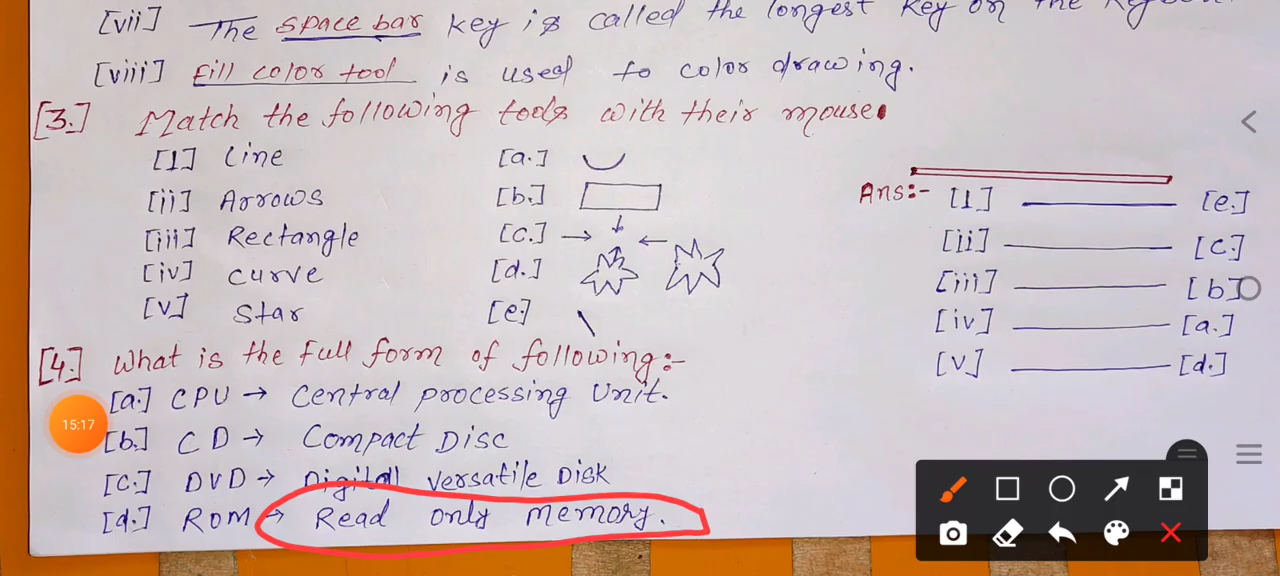 [vii] The space bar key is called the longest key on the
[viii] Fill color tool is used to color drawing.
[3.] Match the following tools with their mouse.
[1] Line [a.]
[ii] Arrows [b.]
[iii] Rectangle [c.]
[iv] Curve [d.]
[v] Star [e.]
Ans:- [1] [e.]
[ii] [c.]
[iii] [b]
[iv] [a.]
[v] [d.]
[4.] What is the full form of following:-
[a.] CPU → Central processing Unit.
[b.] CD → Compact Disc
[c.] DVD → Digital Versatile Disk
[d.] ROM → Read only Memory.
15:17